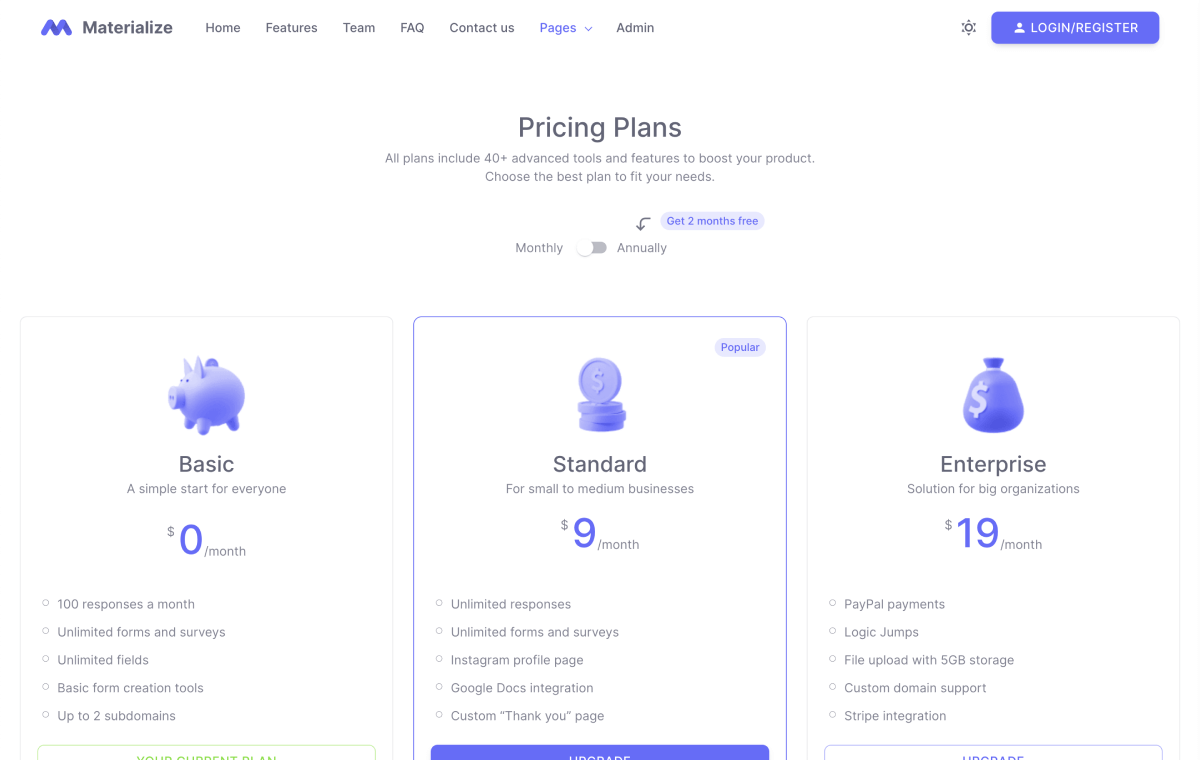 Materialize
Home Features Team FAQ Contact us Pages Admin
LOGIN/REGISTER
Pricing Plans
All plans include 40+ advanced tools and features to boost your product.
Choose the best plan to fit your needs.
Get 2 months free
Monthly Annually
Basic
A simple start for everyone
$0/month
100 responses a month
Unlimited forms and surveys
Unlimited fields
Basic form creation tools
Up to 2 subdomains
YOUR CURRENT PLAN
Popular
Standard
For small to medium businesses
$9/month
Unlimited responses
Unlimited forms and surveys
Instagram profile page
Google Docs integration
Custom “Thank you” page
UPGRADE
Enterprise
Solution for big organizations
$19/month
PayPal payments
Logic Jumps
File upload with 5GB storage
Custom domain support
Stripe integration
UPGRADE